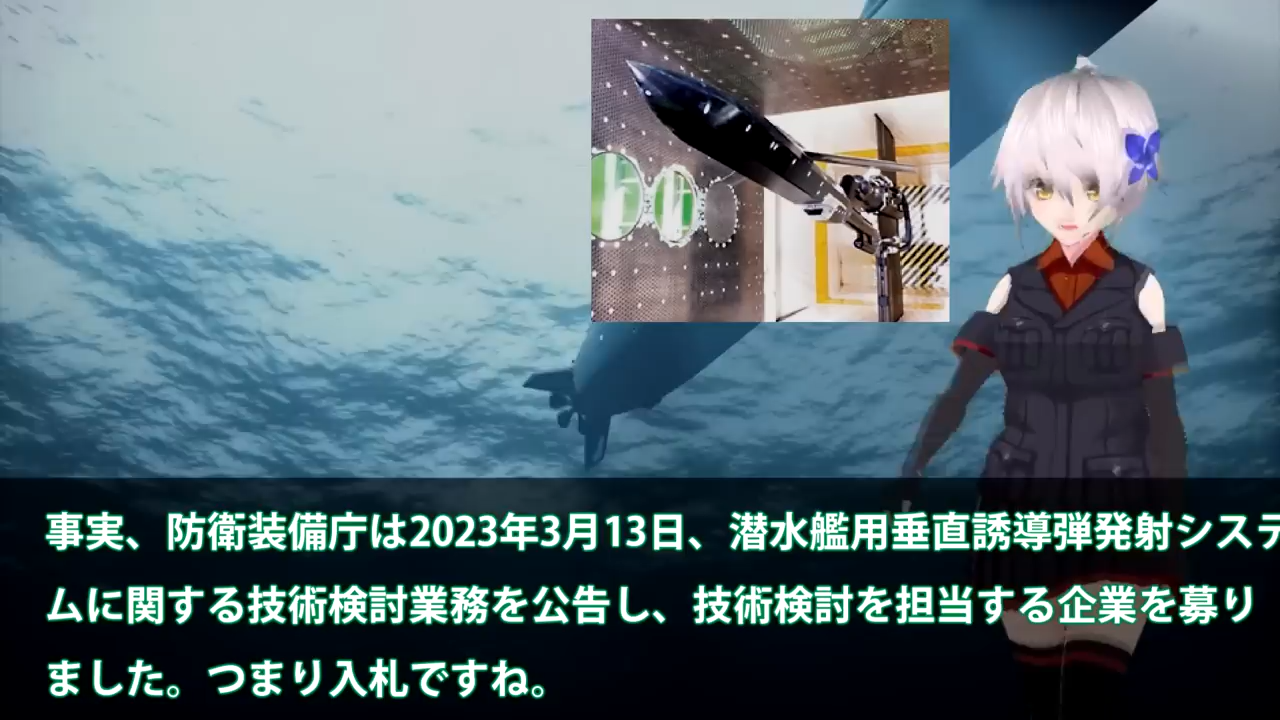 事実、防衛装備庁は2023年3月13日、潜水艦用垂直誘導弾発射システ
ムに関する技術検討業務を公告し、技術検討を担当する企業を募り
ました。つまり入札ですね。